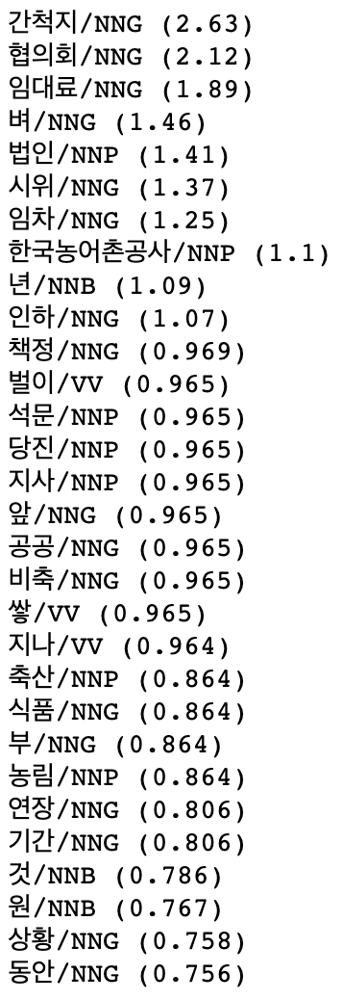 간척지/NNG (2.63)
협의회/NNG (2.12)
임대료/NNG (1.89)
벼/NNG (1.46)
법인/NNP (1.41)
시위/NNG (1.37)
임차/NNG (1.25)
한국농어촌공사/NNP (1.1)
년/NNB (1.09)
인하/NNG (1.07)
책정/NNG (0.969)
벌이/VV (0.965)
석문/NNP (0.965)
당진/NNP (0.965)
지사/NNP (0.965)
앞/NNG (0.965)
공공/NNG (0.965)
비축/NNG (0.965)
쌓/VV (0.965)
지나/VV (0.964)
축산/NNP (0.864)
식품/NNG (0.864)
부/NNG (0.864)
농림/NNP (0.864)
연장/NNG (0.806)
기간/NNG (0.806)
것/NNB (0.786)
원/NNB (0.767)
상황/NNG (0.758)
동안/NNG (0.756)